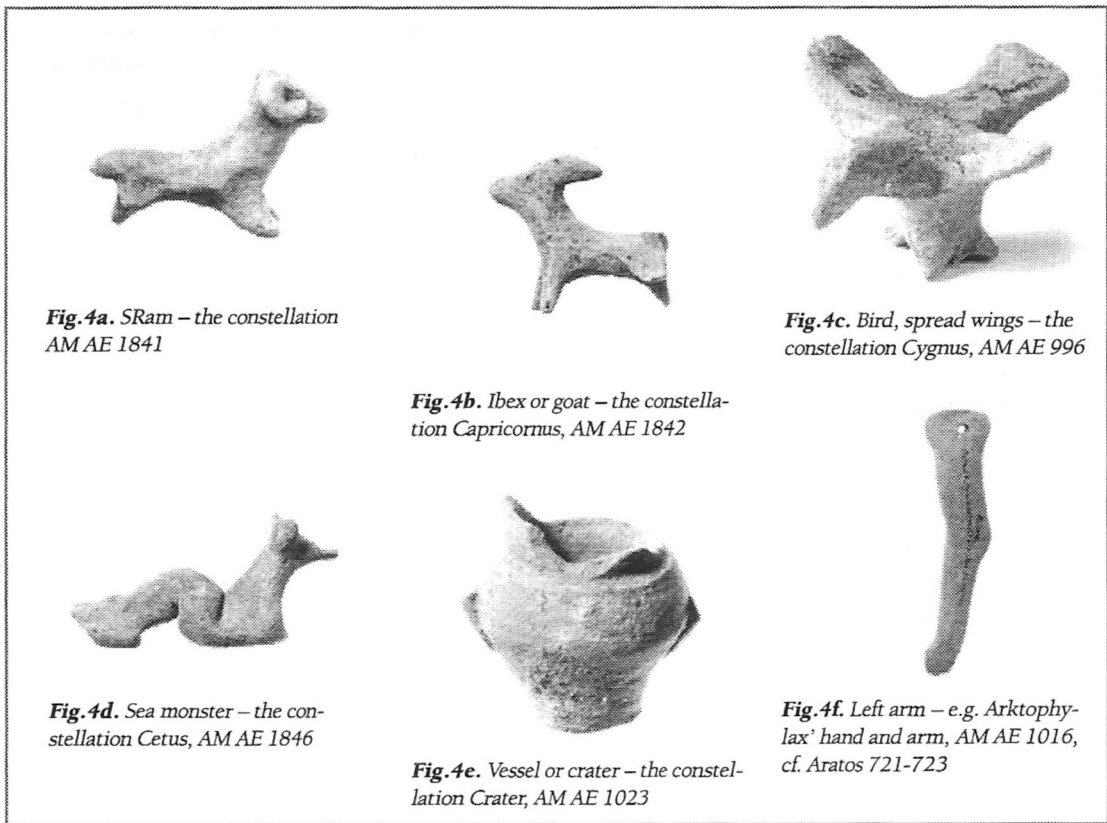 Fig.4a. SRam – the constellation
AM AE 1841
Fig.4b. Ibex or goat – the constella-
tion Capricornus, AM AE 1842
Fig.4c. Bird, spread wings – the
constellation Cygnus, AM AE 996
Fig.4d. Sea monster – the con-
stellation Cetus, AM AE 1846
Fig.4e. Vessel or crater – the constel-
lation Crater, AM AE 1023
Fig.4f. Left arm – e.g. Arktophy-
lax' hand and arm, AM AE 1016,
cf. Aratos 721-723